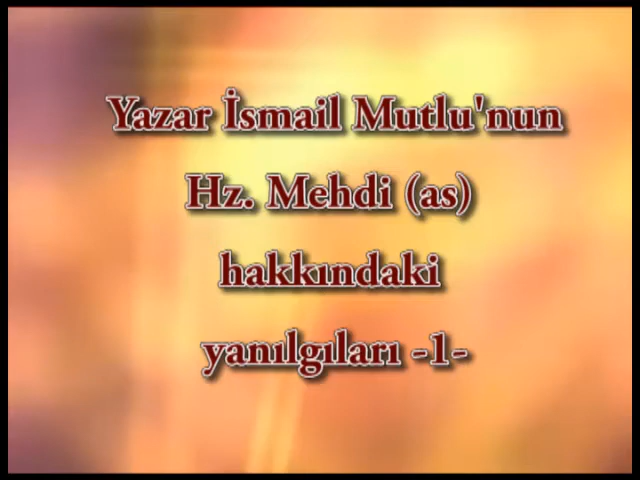 Yazar İsmail Mutlu'nun
Hz. Mehdi (as)
hakkındaki
yanılgıları -1-